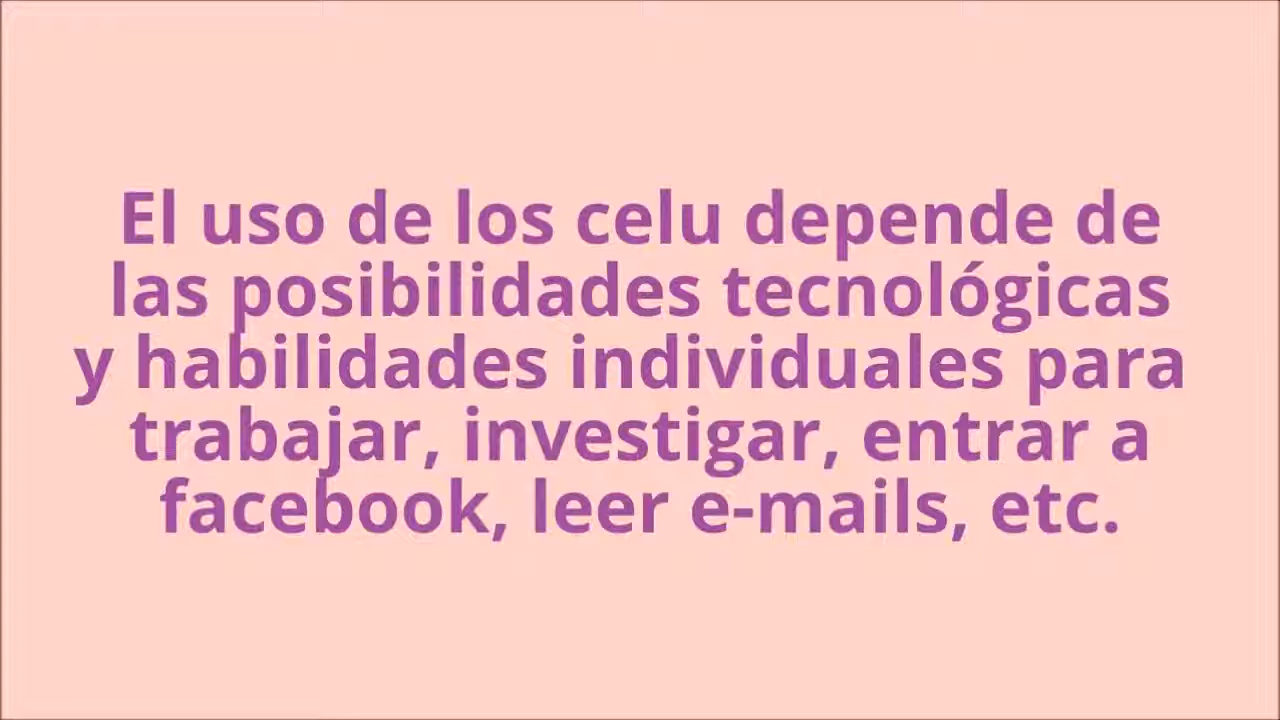 El uso de los celu depende de
las posibilidades tecnológicas
y habilidades individuales para
trabajar, investigar, entrar a
facebook, leer e-mails, etc.